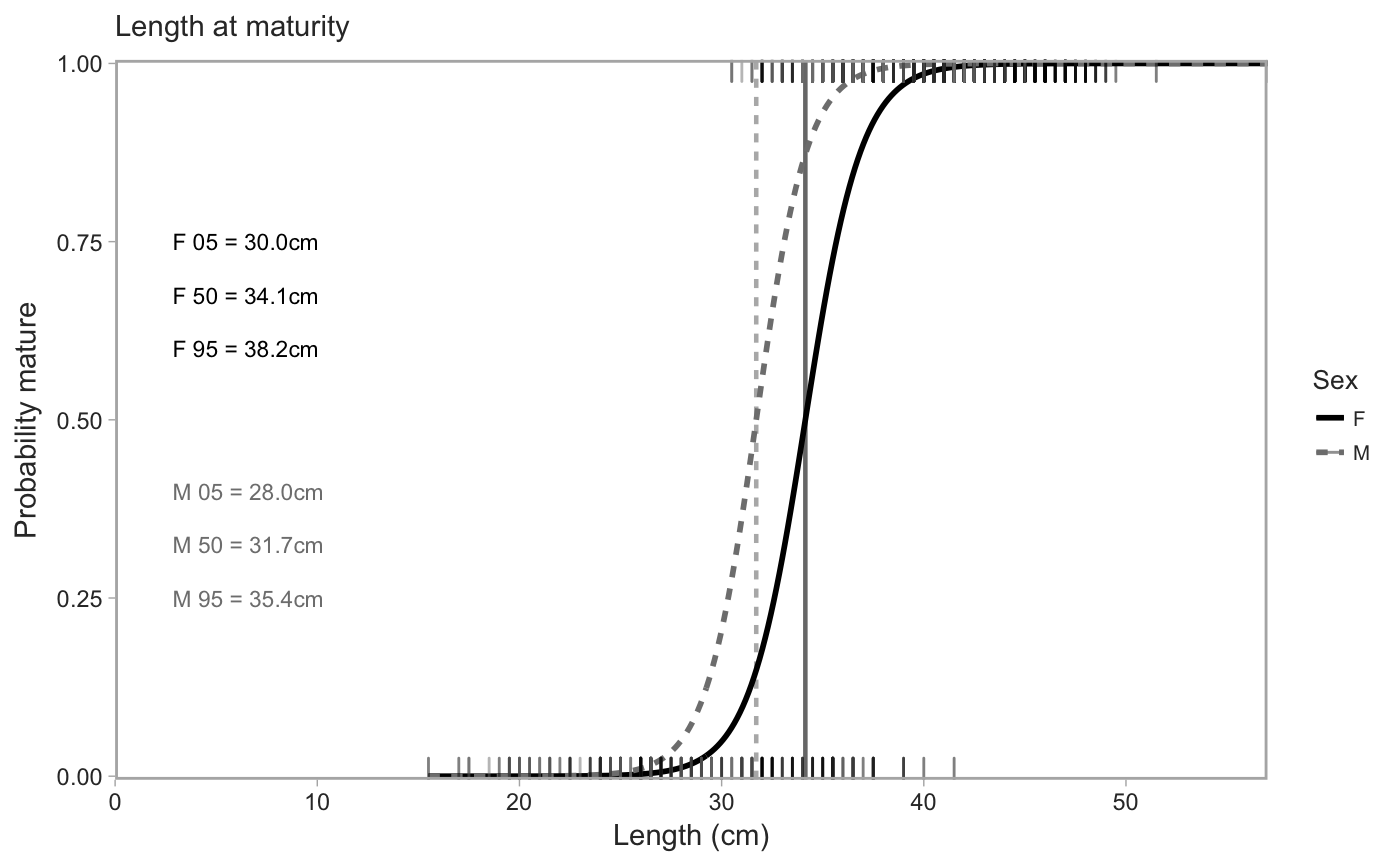 Length at maturity
1.00
0.75
0.50
0.25
0.00
Probability mature
F 05 = 30.0cm
F 50 = 34.1cm
F 95 = 38.2cm
M 05 = 28.0cm
M 50 = 31.7cm
M 95 = 35.4cm
0 10 20 30 40 50
Length (cm)
Sex
F
M